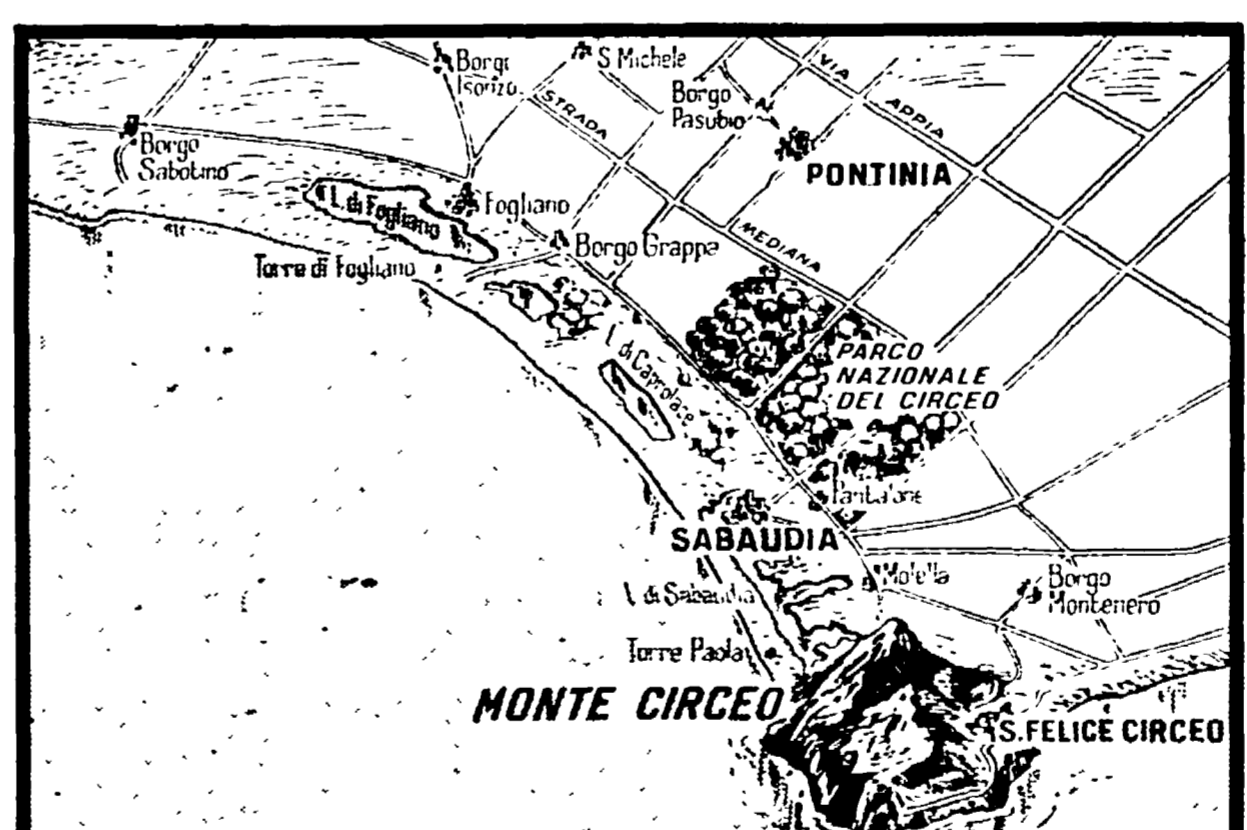 Borgo
Isonzo
S. Michele
VIA
APPIA
STRADA
MEDIANA
Borgo
Pasubio
PONTINIA
Borgo
Sabotino
L. di Fogliano
Fogliano
Borgo Grappa
Torre di Fogliano
L. di Caprolace
PARCO
NAZIONALE
DEL CIRCEO
SABAUDIA
Molella
Borgo
Montenero
L. di Sabaudia
Torre Paola
MONTE CIRCEO
S. FELICE CIRCEO